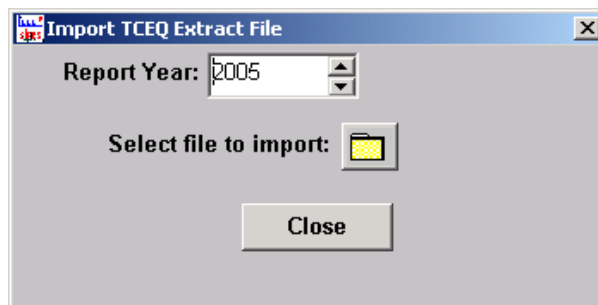 Import TCEQ Extract File
Report Year: 2005
Select file to import:
Close